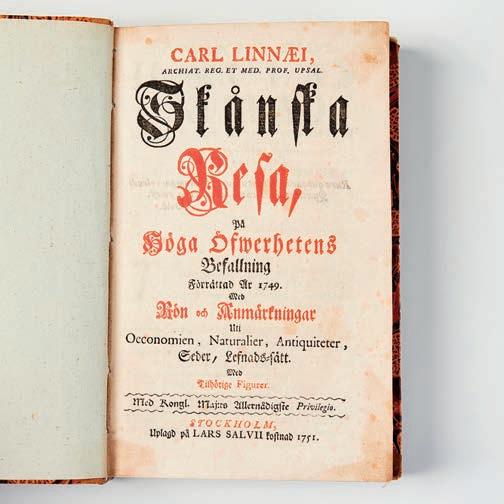 CARL LINNÆI,
ARCHIAT. REG. ET MED. PROF. UPSAL.
Skånska
Resa,
På
Höga Öfwerhetens
Befallning
Förrättad År 1749.
Med
Rön och Anmärkningar
Uti
Oeconomien, Naturalier, Antiquiteter,
Seder, Lefnads-sätt.
Med
Tilhörige Figurer.
Med Kongl. Maj:ts Allernådigste Privilegio.
STOCKHOLM,
Uplagd på LARS SALVII kostnad 1751.